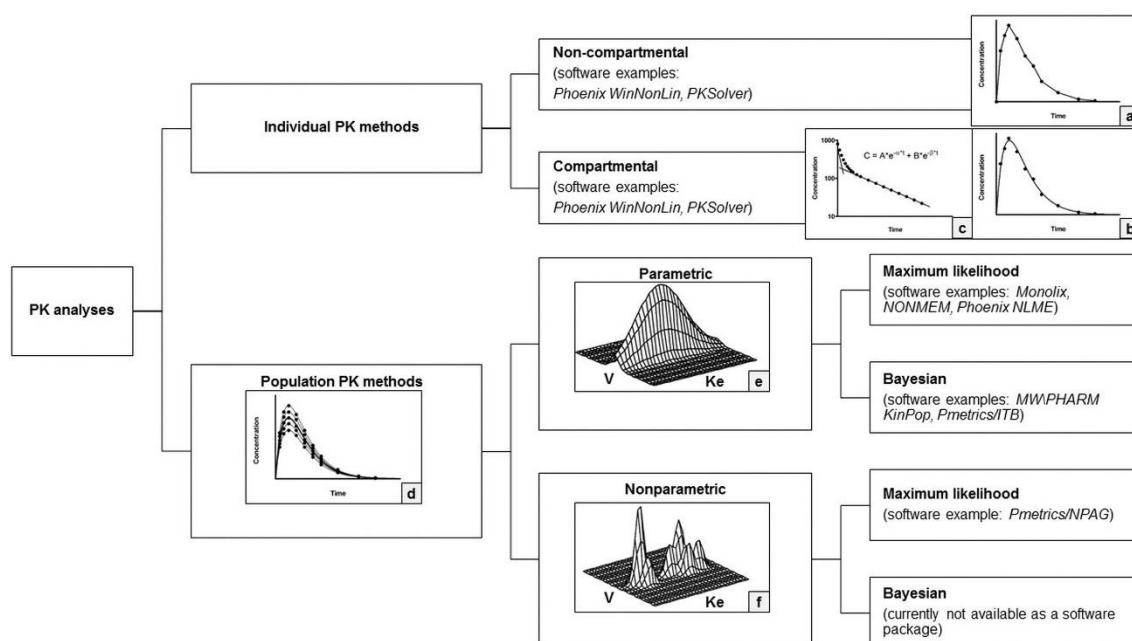 PK analyses
Individual PK methods
Non-compartmental
(software examples:
Phoenix WinNonLin, PKSolver)
Concentration
Time
a
Compartmental
(software examples:
Phoenix WinNonLin, PKSolver)
1000
100
10
Concentration
C = A*e-α*t + B*e-β*t
Time
c
Concentration
Time
b
Population PK methods
Concentration
Time
d
Parametric
V
Ke
e
Maximum likelihood
(software examples: Monolix,
NONMEM, Phoenix NLME)
Bayesian
(software examples: MW\PHARM
KinPop, Pmetrics/ITB)
Nonparametric
V
Ke
f
Maximum likelihood
(software example: Pmetrics/NPAG)
Bayesian
(currently not available as a software
package)